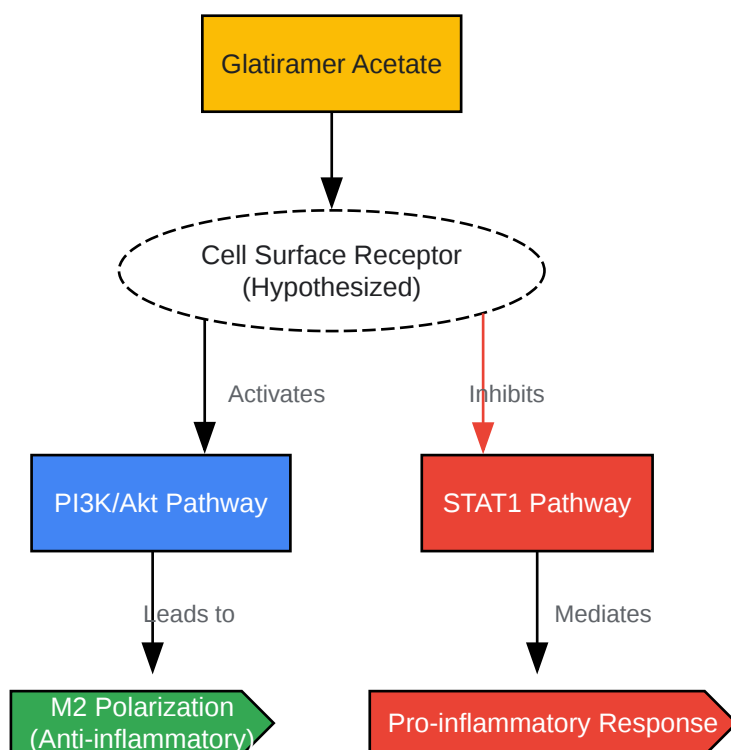 Glatiramer Acetate
Cell Surface Receptor
(Hypothesized)
Activates
Inhibits
PI3K/Akt Pathway
STAT1 Pathway
Leads to
Mediates
M2 Polarization
(Anti-inflammatory)
Pro-inflammatory Response